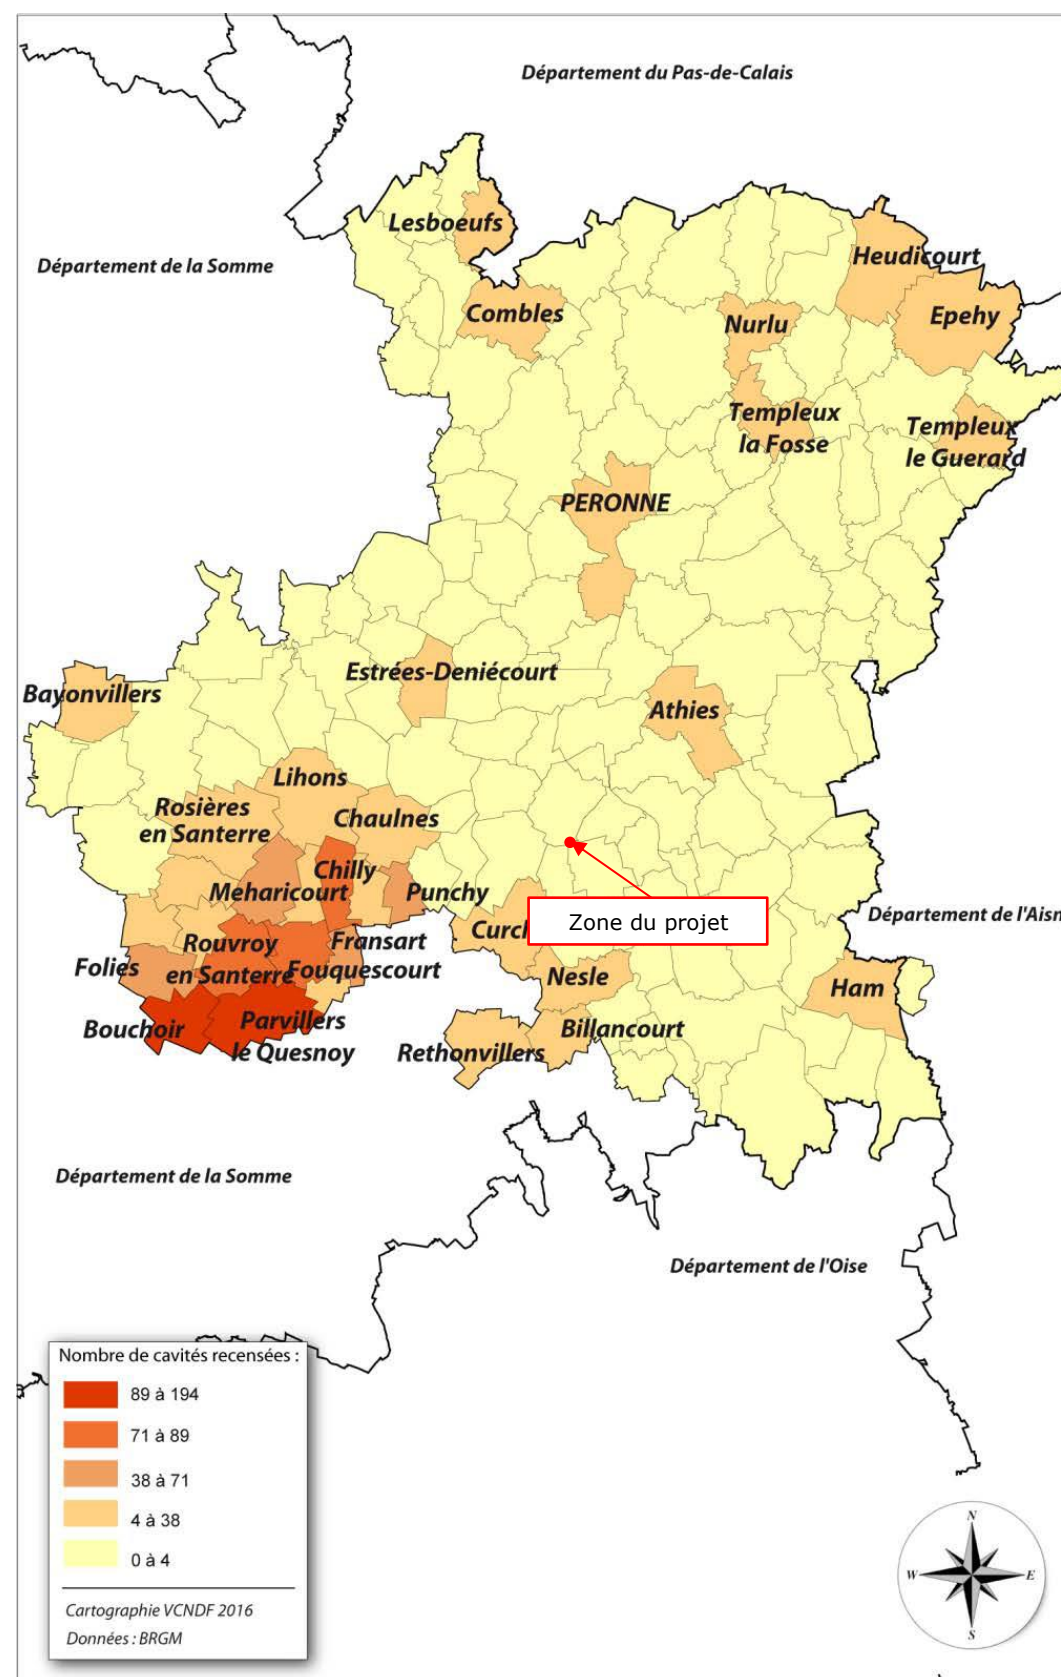 Département du Pas-de-Calais
Lesboeufs
Département de la Somme
Heudicourt
Combles
Nurlu
Epehy
Templeux
la Fosse
Templeux
le Guerard
PERONNE
Estrées-Deniécourt
Bayonvillers
Athies
Lihons
Rosières
en Santerre
Chaulnes
Chilly
Méharicourt
Punchy
Zone du projet
Département de l'Aisn
Curch
Rouvroy
en Santerre
Fransart
Folies
Fouquescourt
Nesle
Ham
Bouchoir
Parvillers
le Quesnoy
Billancourt
Rethonvillers
Département de la Somme
Département de l'Oise
Nombre de cavités recensées :
89 à 194
71 à 89
38 à 71
4 à 38
0 à 4
Cartographie VCNDF 2016
Données : BRGM
N
W
E
S